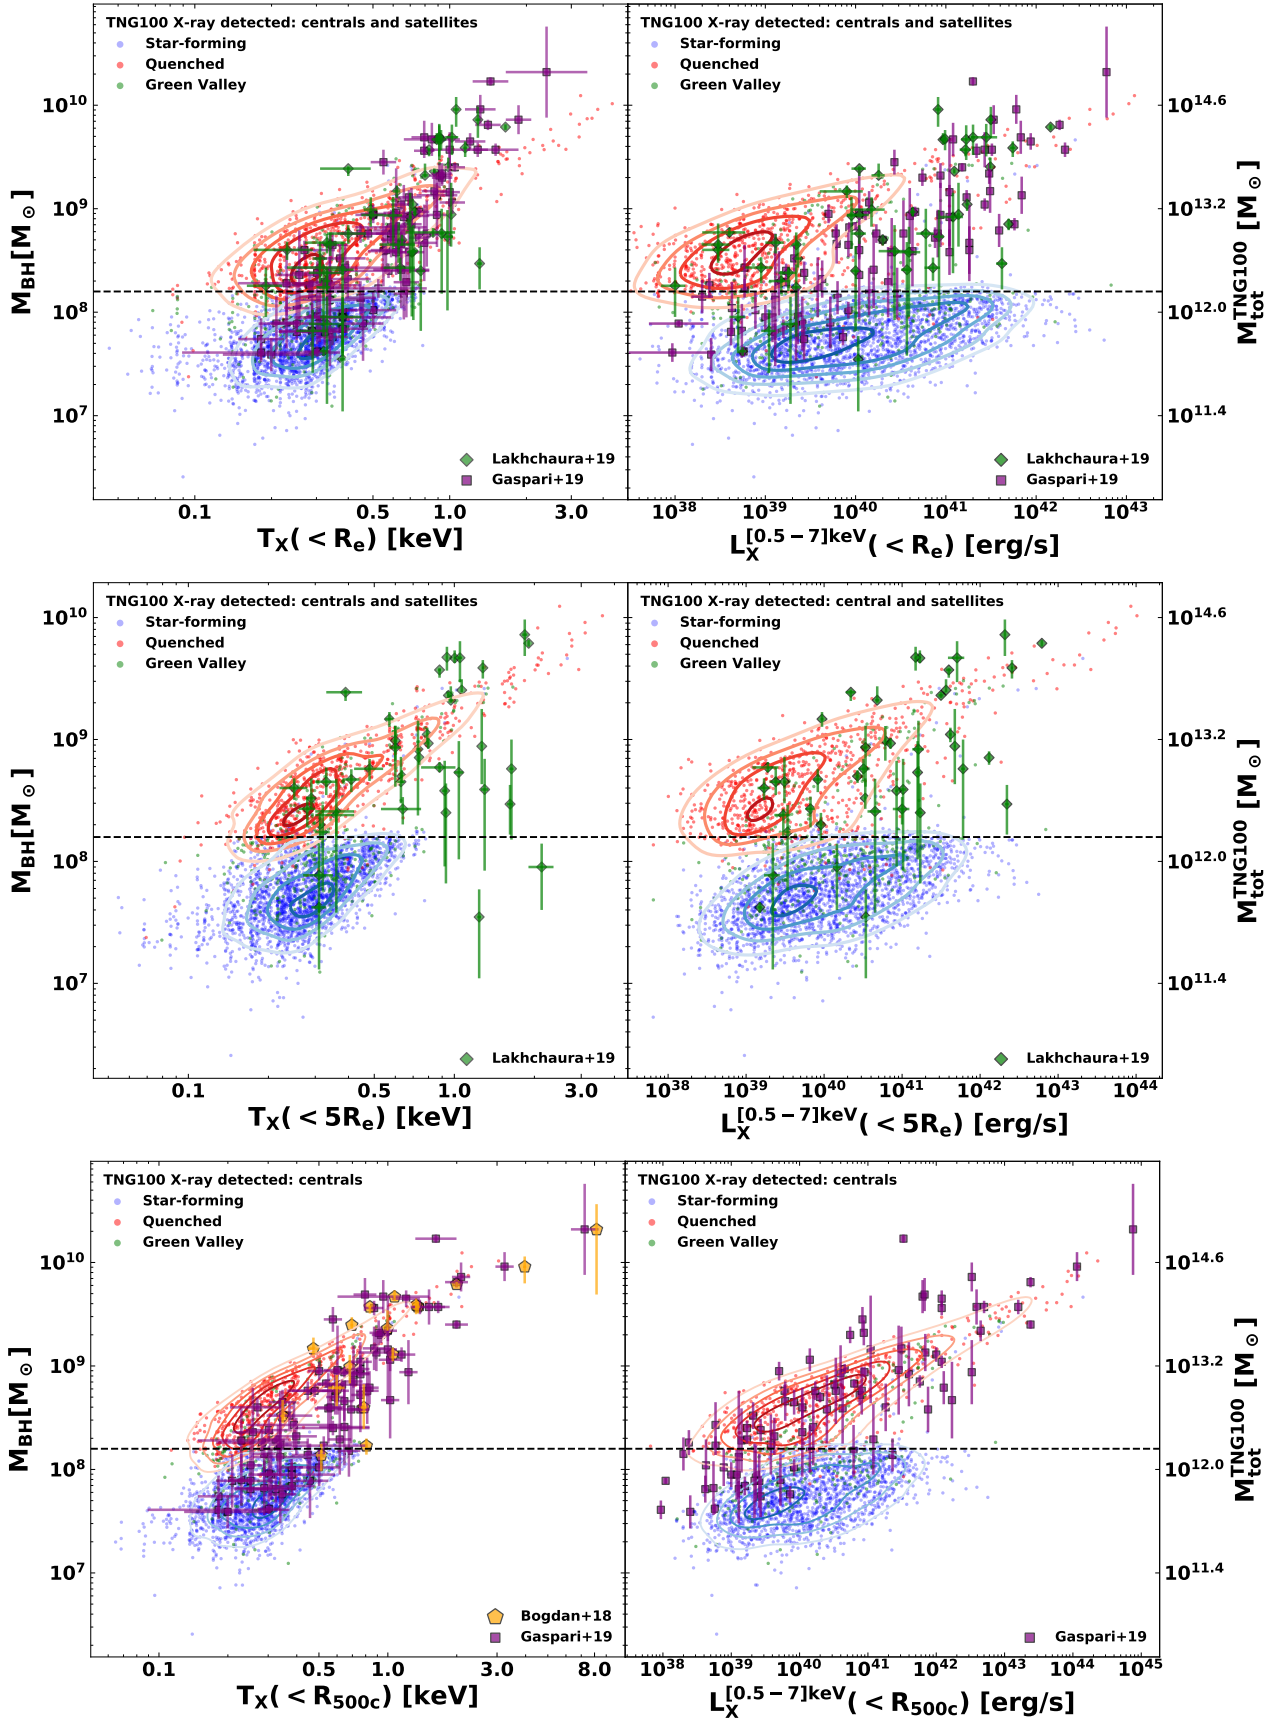 TNG100 X-ray detected: centrals and satellites
Star-forming
Quenched
Green Valley
10^10
10^9
10^8
10^7
M_BH[M_⊙]
Lakhchaura+19
Gaspari+19
0.1 0.5 1.0 3.0
T_X(< R_e) [keV]
TNG100 X-ray detected: centrals and satellites
Star-forming
Quenched
Green Valley
10^14.6
10^13.2
10^12.0
10^11.4
M_tot^TNG100 [M_⊙]
Lakhchaura+19
Gaspari+19
10^38 10^39 10^40 10^41 10^42 10^43
L_X^[0.5−7]keV(< R_e) [erg/s]
TNG100 X-ray detected: centrals and satellites
Star-forming
Quenched
Green Valley
10^10
10^9
10^8
10^7
M_BH[M_⊙]
Lakhchaura+19
0.1 0.5 1.0 3.0
T_X(< 5R_e) [keV]
TNG100 X-ray detected: central and satellites
Star-forming
Quenched
Green Valley
10^14.6
10^13.2
10^12.0
10^11.4
M_tot^TNG100 [M_⊙]
Lakhchaura+19
10^38 10^39 10^40 10^41 10^42 10^43 10^44
L_X^[0.5−7]keV(< 5R_e) [erg/s]
TNG100 X-ray detected: centrals
Star-forming
Quenched
Green Valley
10^10
10^9
10^8
10^7
M_BH[M_⊙]
Bogdan+18
Gaspari+19
0.1 0.5 1.0 3.0 8.0
T_X(< R_500c) [keV]
TNG100 X-ray detected: centrals
Star-forming
Quenched
Green Valley
10^14.6
10^13.2
10^12.0
10^11.4
M_tot^TNG100 [M_⊙]
Gaspari+19
10^38 10^39 10^40 10^41 10^42 10^43 10^44 10^45
L_X^[0.5−7]keV(< R_500c) [erg/s]